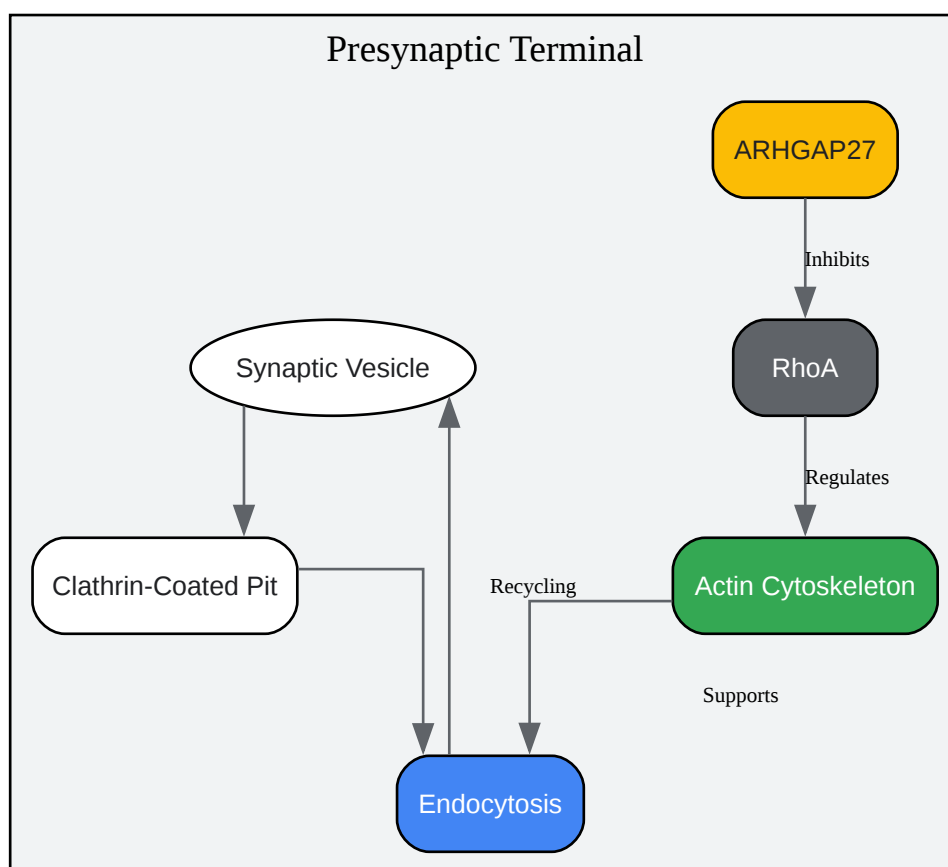 Presynaptic Terminal
ARHGAP27
Inhibits
Synaptic Vesicle
RhoA
Regulates
Clathrin-Coated Pit
Recycling
Actin Cytoskeleton
Supports
Endocytosis